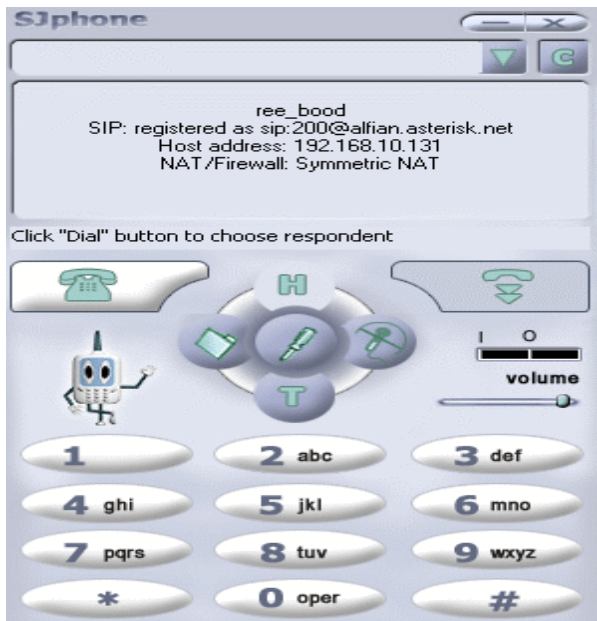 SJphone
C
ree_bood
SIP: registered as sip:200@alfian.asterisk.net
Host address: 192.168.10.131
NAT/Firewall: Symmetric NAT
Click "Dial" button to choose respondent
H
T
I O
volume
1 2 abc 3 def
4 ghi 5 jkl 6 mno
7 pqrs 8 tuv 9 wxyz
* 0 oper #